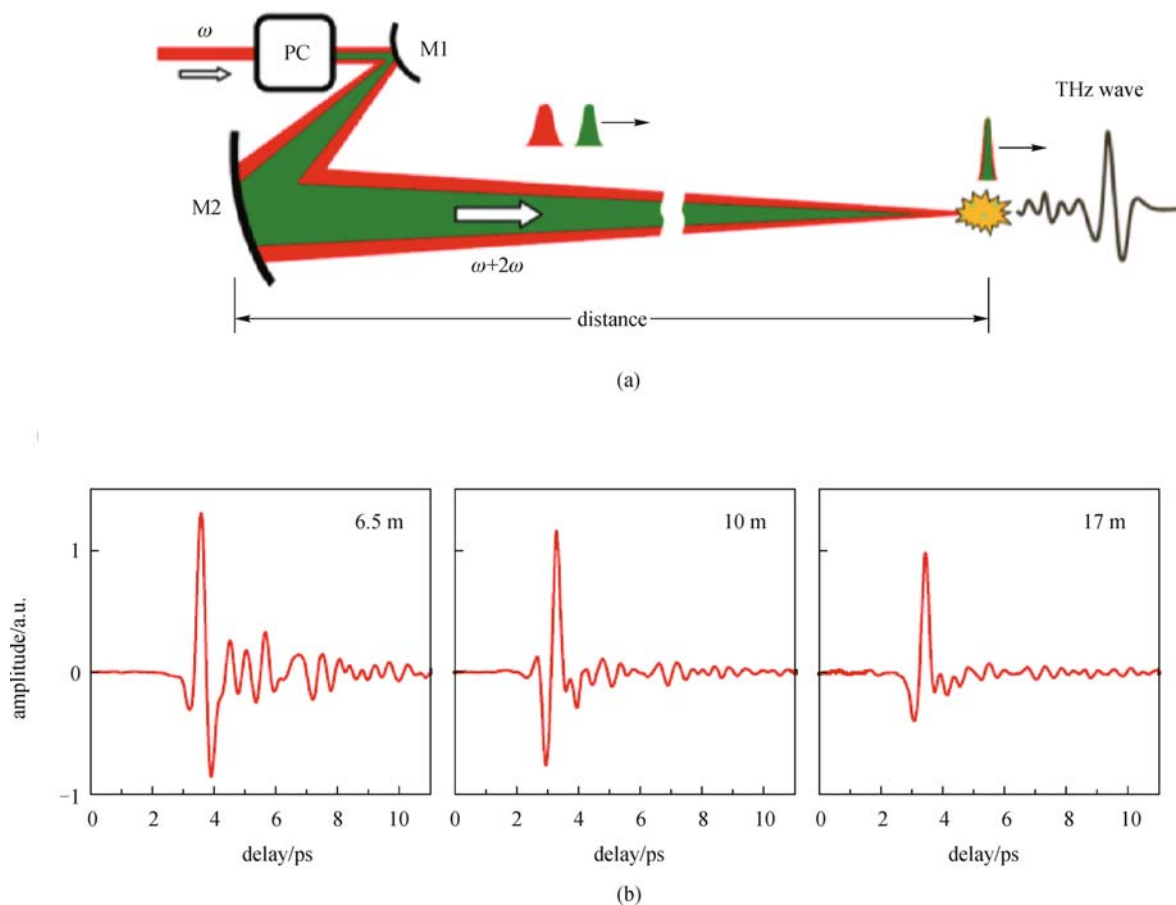 ω
PC
M1
THz wave
M2
ω+2ω
distance
(a)
6.5 m
10 m
17 m
amplitude/a.u.
1
0
−1
0 2 4 6 8 10
0 2 4 6 8 10
0 2 4 6 8 10
delay/ps
delay/ps
delay/ps
(b)